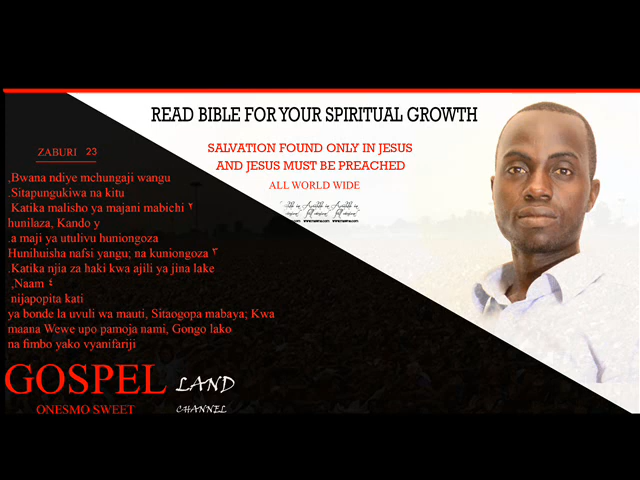 READ BIBLE FOR YOUR SPIRITUAL GROWTH
SALVATION FOUND ONLY IN JESUS
AND JESUS MUST BE PREACHED
ALL WORLD WIDE
ZABURI 23
,Bwana ndiye mchungaji wangu
.Sitapungukiwa na kitu
Katika malisho ya majani mabichi ٢
hunilaza, Kando y
.a maji ya utulivu huniongoza
Hunihuisha nafsi yangu; na kuniongoza ٣
.Katika njia za haki kwa ajili ya jina lake
,Naam ٤
nijapopita kati
ya bonde la uvuli wa mauti, Sitaogopa mabaya; Kwa
maana Wewe upo pamoja nami, Gongo lako
na fimbo yako vyanifariji
GOSPEL LAND
ONESMO SWEET CHANNEL